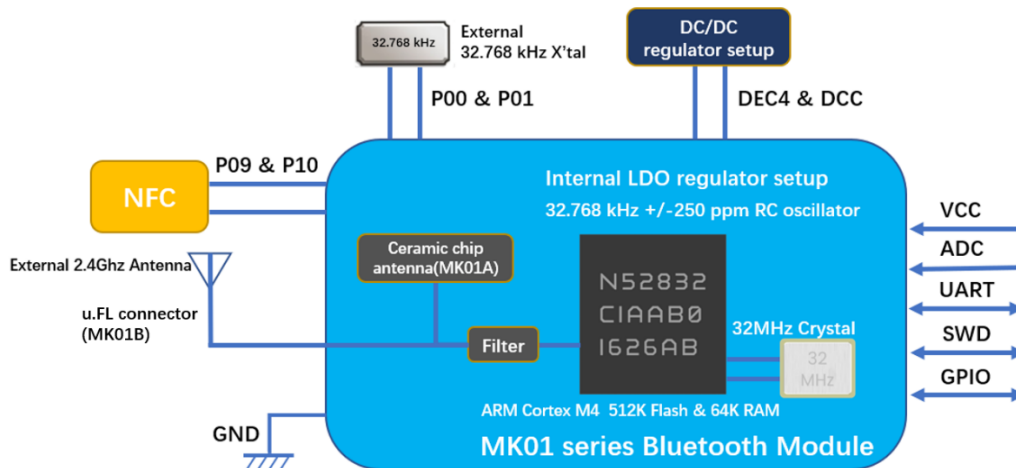 32.768 kHz
External
32.768 kHz X'tal
DC/DC
regulator setup
P00 & P01
DEC4 & DCC
NFC
P09 & P10
Internal LDO regulator setup
32.768 kHz +/-250 ppm RC oscillator
VCC
ADC
UART
SWD
GPIO
External 2.4Ghz Antenna
u.FL connector
(MK01B)
Ceramic chip
antenna(MK01A)
Filter
N52832
CIAAB0
1626AB
32MHz Crystal
32
MHz
ARM Cortex M4 512K Flash & 64K RAM
GND
MK01 series Bluetooth Module